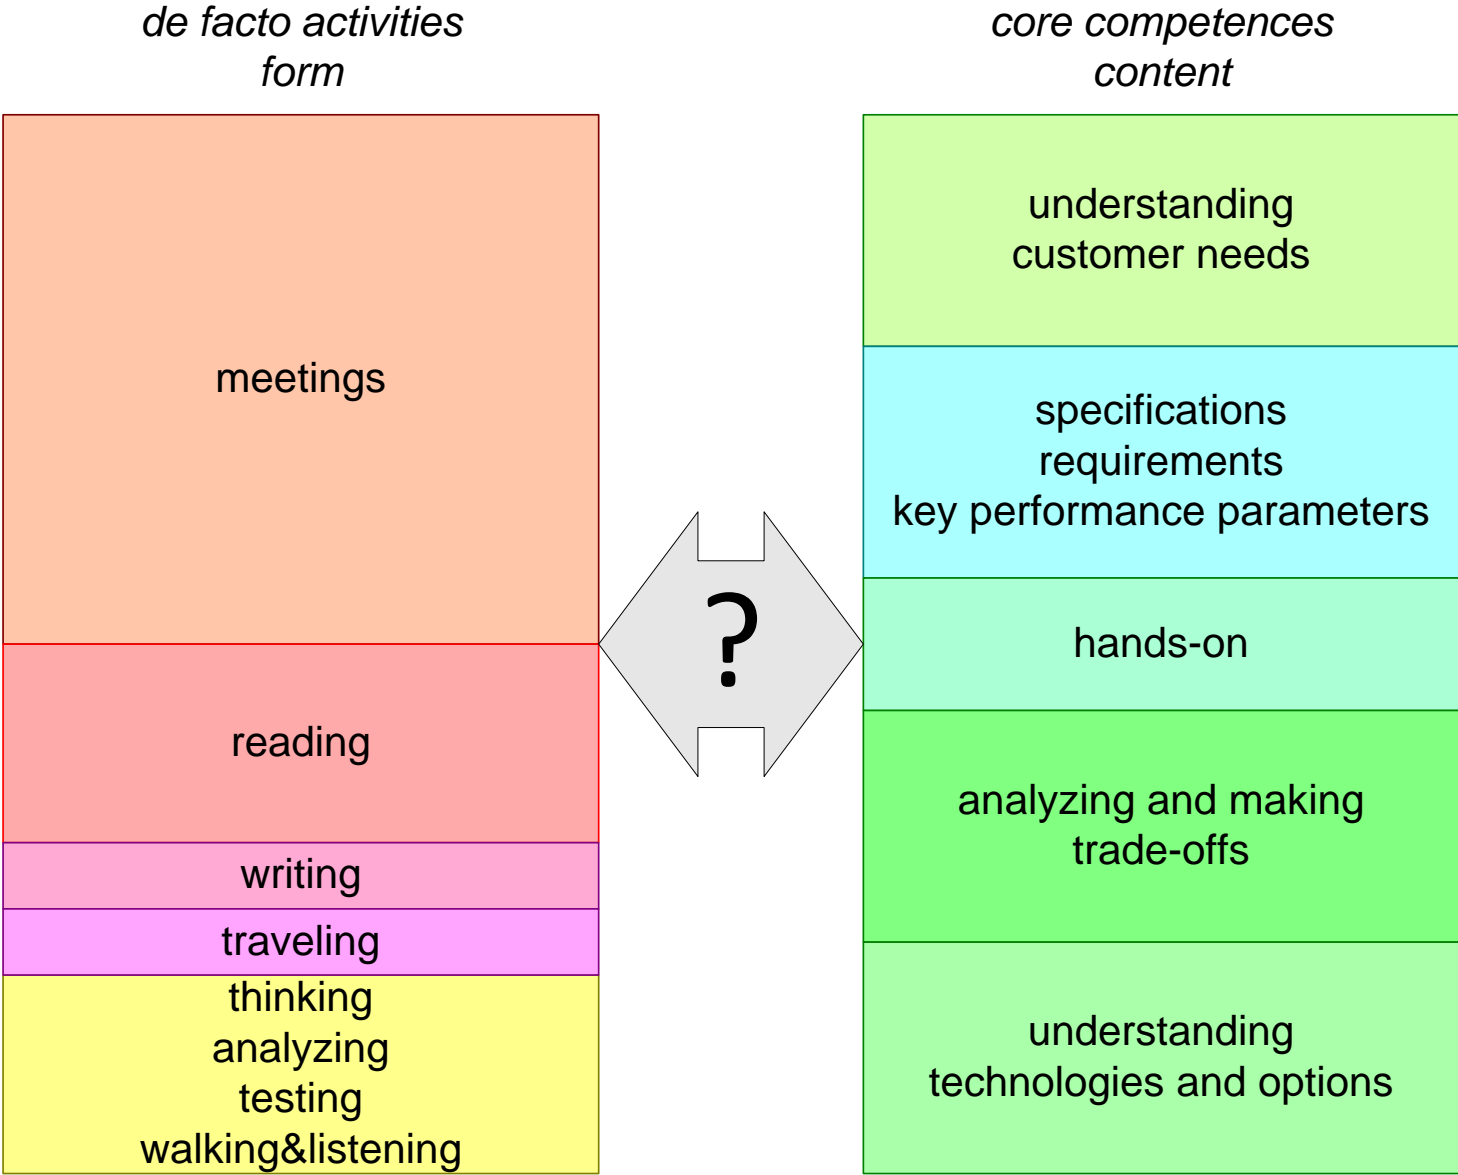 de facto activities
form
meetings
reading
writing
traveling
thinking
analyzing
testing
walking&listening
?
core competences
content
understanding
customer needs
specifications
requirements
key performance parameters
hands-on
analyzing and making
trade-offs
understanding
technologies and options